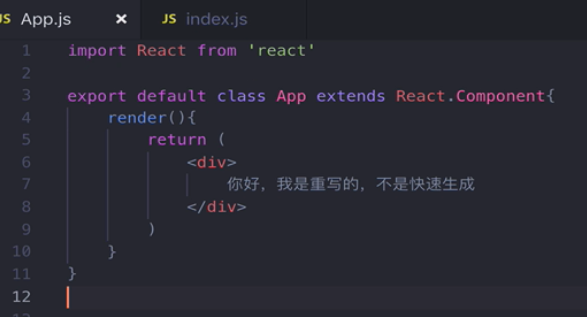 JS App.js × JS index.js
1 import React from 'react'
2
3 export default class App extends React.Component{
4 render(){
5 return (
6 <div>
7 你好，我是重写的，不是快速生成
8 </div>
9 )
10 }
11 }
12